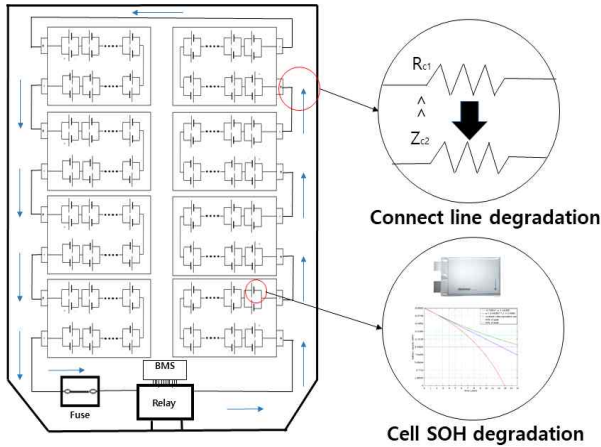 R c1
^
^
Z c2
Connect line degradation
BMS
Fuse
Relay
Cell SOH degradation